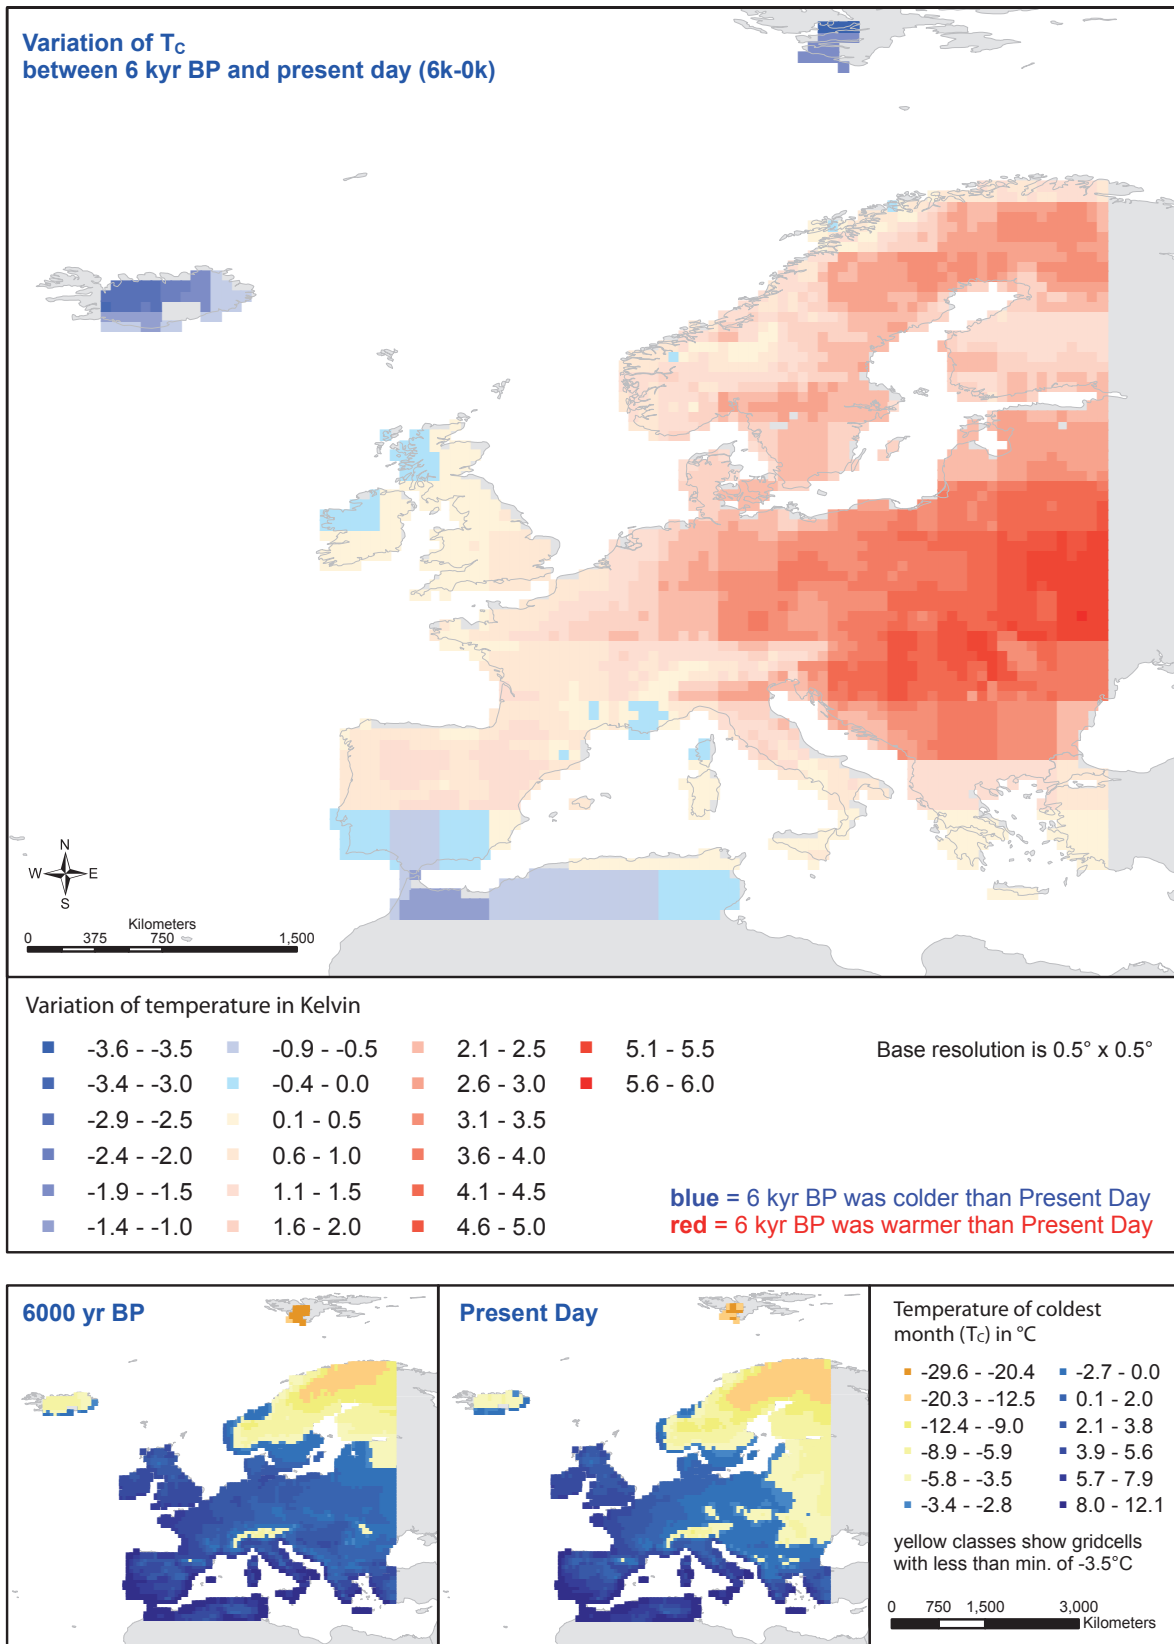 Variation of Tc
between 6 kyr BP and present day (6k-0k)
N
W E
S
Kilometers
0 375 750 1,500
Variation of temperature in Kelvin
-3.6 - -3.5 -0.9 - -0.5 2.1 - 2.5 5.1 - 5.5 Base resolution is 0.5° x 0.5°
-3.4 - -3.0 -0.4 - 0.0 2.6 - 3.0 5.6 - 6.0
-2.9 - -2.5 0.1 - 0.5 3.1 - 3.5
-2.4 - -2.0 0.6 - 1.0 3.6 - 4.0
-1.9 - -1.5 1.1 - 1.5 4.1 - 4.5
-1.4 - -1.0 1.6 - 2.0 4.6 - 5.0
blue = 6 kyr BP was colder than Present Day
red = 6 kyr BP was warmer than Present Day
6000 yr BP
Present Day
Temperature of coldest
month (Tc) in °C
-29.6 - -20.4 -2.7 - 0.0
-20.3 - -12.5 0.1 - 2.0
-12.4 - -9.0 2.1 - 3.8
-8.9 - -5.9 3.9 - 5.6
-5.8 - -3.5 5.7 - 7.9
-3.4 - -2.8 8.0 - 12.1
yellow classes show gridcells
with less than min. of -3.5°C
0 750 1,500 3,000
Kilometers